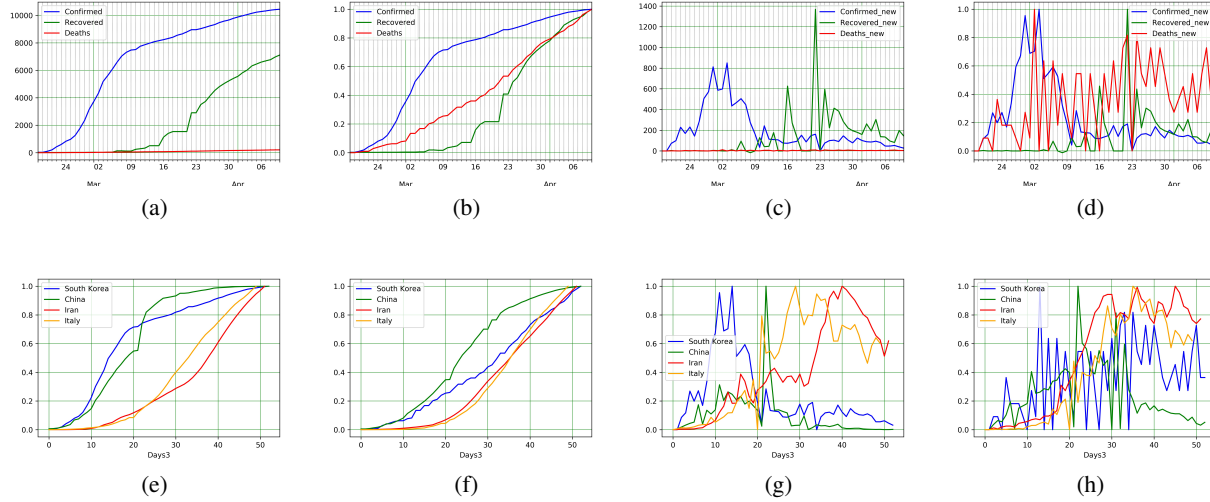 Confirmed
Recovered
Deaths
10000
8000
6000
4000
2000
0
24 02 09 16 23 30 06
Mar Apr
(a)
Confirmed
Recovered
Deaths
1.0
0.8
0.6
0.4
0.2
0.0
24 02 09 16 23 30 06
Mar Apr
(b)
Confirmed_new
Recovered_new
Deaths_new
1400
1200
1000
800
600
400
200
0
24 02 09 16 23 30 06
Mar Apr
(c)
Confirmed_new
Recovered_new
Deaths_new
1.0
0.8
0.6
0.4
0.2
0.0
24 02 09 16 23 30 06
Mar Apr
(d)
South Korea
China
Iran
Italy
1.0
0.8
0.6
0.4
0.2
0.0
0 10 20 30 40 50
Days3
(e)
South Korea
China
Iran
Italy
1.0
0.8
0.6
0.4
0.2
0.0
0 10 20 30 40 50
Days3
(f)
1.0
0.8
0.6
South Korea
China
Iran
Italy
0.4
0.2
0.0
0 10 20 30 40 50
Days3
(g)
South Korea
China
Iran
Italy
1.0
0.8
0.6
0.4
0.2
0.0
0 10 20 30 40 50
Days3
(h)